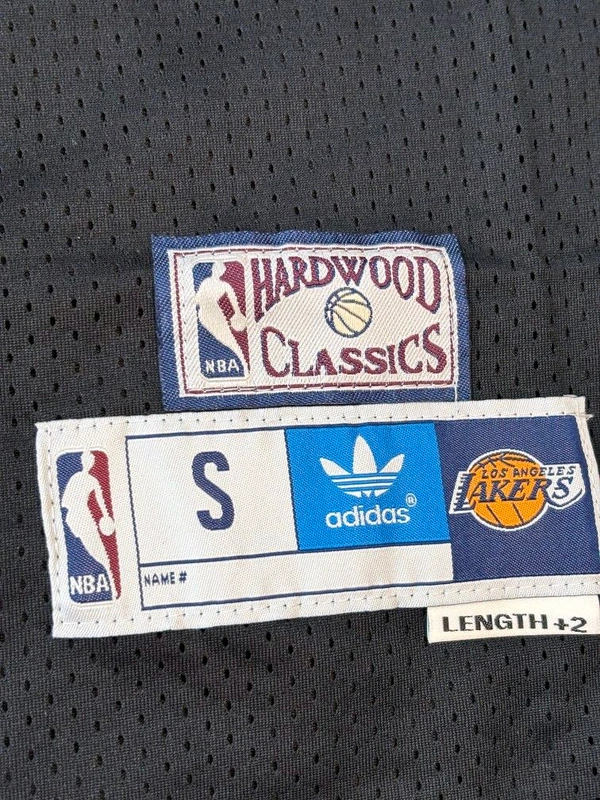 HARDWOOD
NBA
CLASSICS
S
adidas®
LOS ANGELES
LAKERS
NBA
NAME #
LENGTH +2